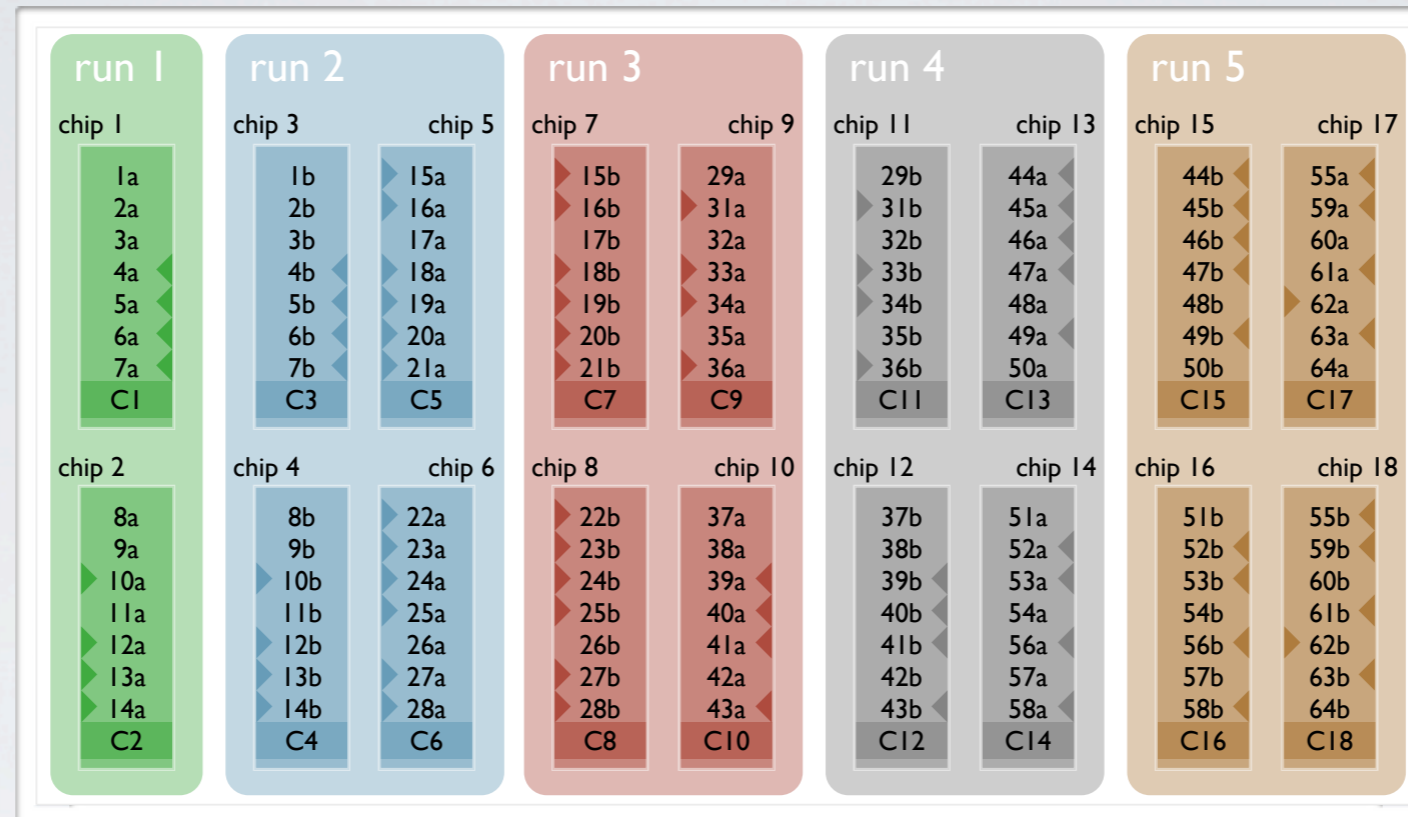 run 1
chip 1
1a
2a
3a
4a
5a
6a
7a
C1
chip 2
8a
9a
10a
11a
12a
13a
14a
C2
run 2
chip 3
1b
2b
3b
4b
5b
6b
7b
C3
chip 5
15a
16a
17a
18a
19a
20a
21a
C5
chip 4
8b
9b
10b
11b
12b
13b
14b
C4
chip 6
22a
23a
24a
25a
26a
27a
28a
C6
run 3
chip 7
15b
16b
17b
18b
19b
20b
21b
C7
chip 9
29a
31a
32a
33a
34a
35a
36a
C9
chip 8
22b
23b
24b
25b
26b
27b
28b
C8
chip 10
37a
38a
39a
40a
41a
42a
43a
C10
run 4
chip 11
29b
31b
32b
33b
34b
35b
36b
C11
chip 13
44a
45a
46a
47a
48a
49a
50a
C13
chip 12
37b
38b
39b
40b
41b
42b
43b
C12
chip 14
51a
52a
53a
54a
56a
57a
58a
C14
run 5
chip 15
44b
45b
46b
47b
48b
49b
50b
C15
chip 17
55a
59a
60a
61a
62a
63a
64a
C17
chip 16
51b
52b
53b
54b
56b
57b
58b
C16
chip 18
55b
59b
60b
61b
62b
63b
64b
C18